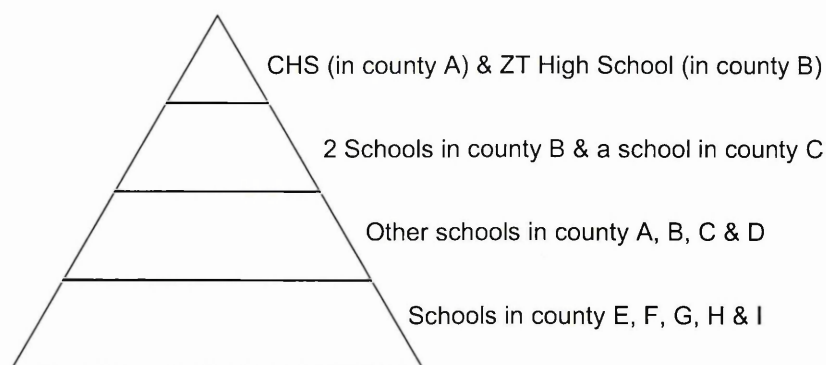 CHS (in county A) & ZT High School (in county B)
2 Schools in county B & a school in county C
Other schools in county A, B, C & D
Schools in county E, F, G, H & I